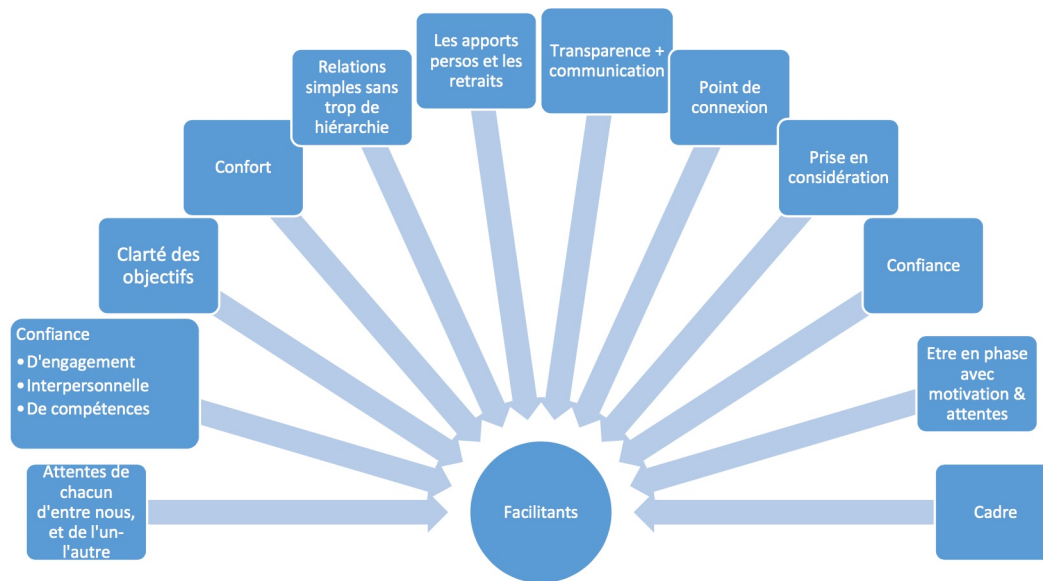 Les apports
persos et les
retraits
Transparence +
communication
Relations
simples sans
trop de
hiérarchie
Point de
connexion
Confort
Prise en
considération
Clarté des
objectifs
Confiance
Confiance
• D'engagement
• Interpersonnelle
• De compétences
Etre en phase
avec
motivation &
attentes
Attentes de
chacun
d'entre nous,
et de l'un-
l'autre
Facilitants
Cadre